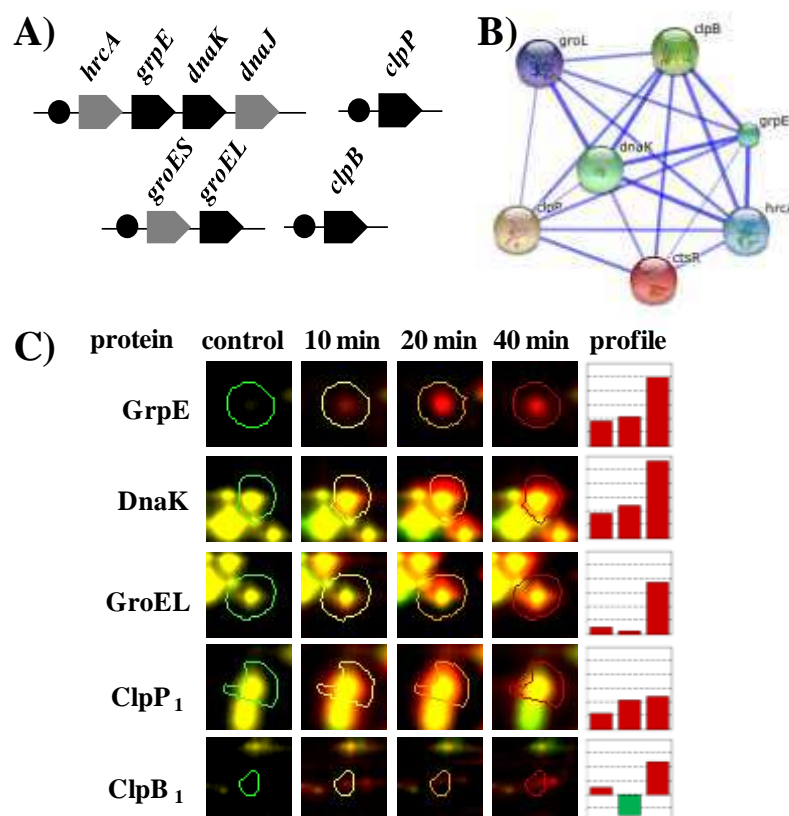 A)
hrcA grpE dnaK dnaJ
clpP
groES groEL
clpB
B)
groL
clpB
grpE
dnaK
clpP
hrcA
ctsR
C)
protein control 10 min 20 min 40 min profile
GrpE
DnaK
GroEL
ClpP 1
ClpB 1